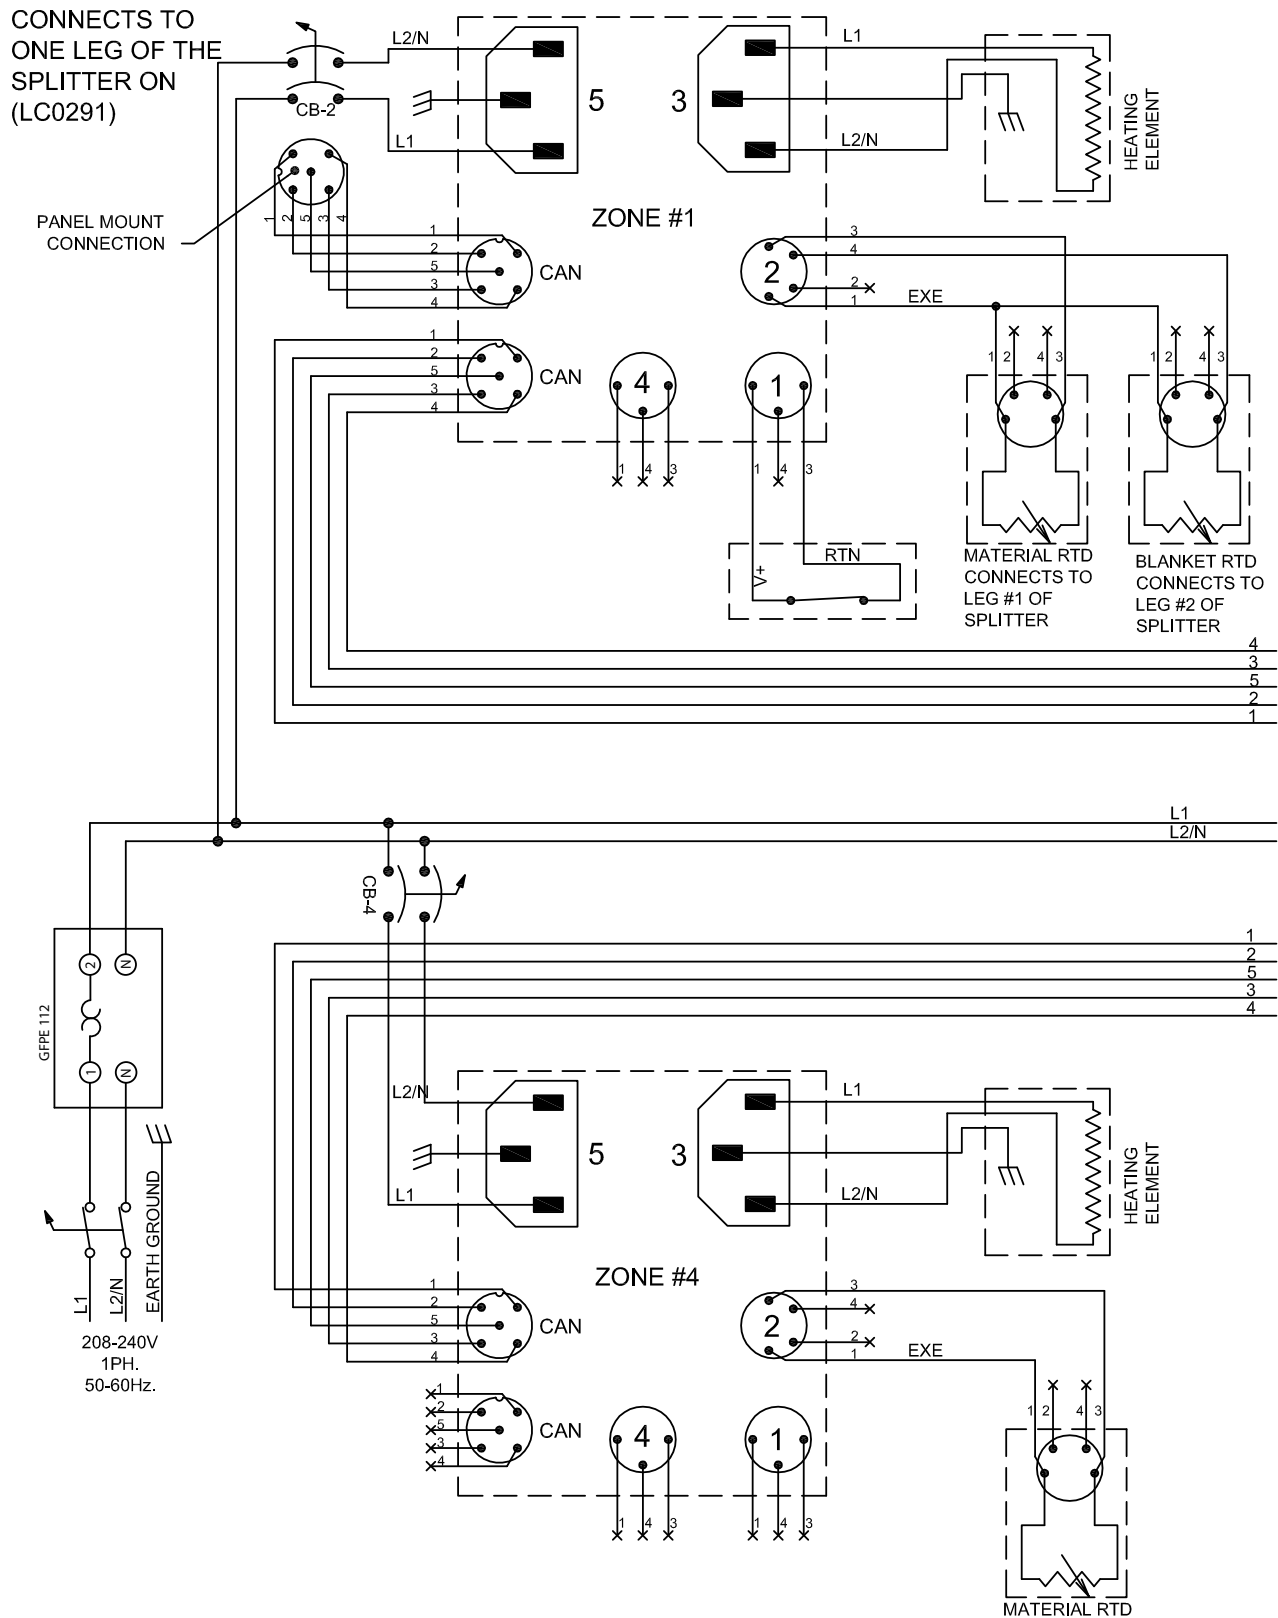 CONNECTS TO
ONE LEG OF THE
SPLITTER ON
(LC0291)
CB-2
L2/N
L1
5
3
L1
L2/N
HEATING
ELEMENT
PANEL MOUNT
CONNECTION
1 2 5 3 4
ZONE #1
1
2
5
3
4
CAN
2
3
4
2
1
EXE
1
2
5
3
4
CAN
4
1
1 4 3
1 4 3
1 2 4 3
1 2 4 3
V+
RTN
MATERIAL RTD
CONNECTS TO
LEG #1 OF
SPLITTER
BLANKET RTD
CONNECTS TO
LEG #2 OF
SPLITTER
4
3
5
2
1
L1
L2/N
CB-4
1
2
5
3
4
GFPE 112
2 N
1 N
L1
L2/N
EARTH GROUND
208-240V
1PH.
50-60Hz.
L2/N
L1
5
3
L1
L2/N
HEATING
ELEMENT
ZONE #4
1
2
5
3
4
CAN
2
3
4
2
1
EXE
1
2
5
3
4
CAN
4
1
1 4 3
1 4 3
1 2 4 3
MATERIAL RTD